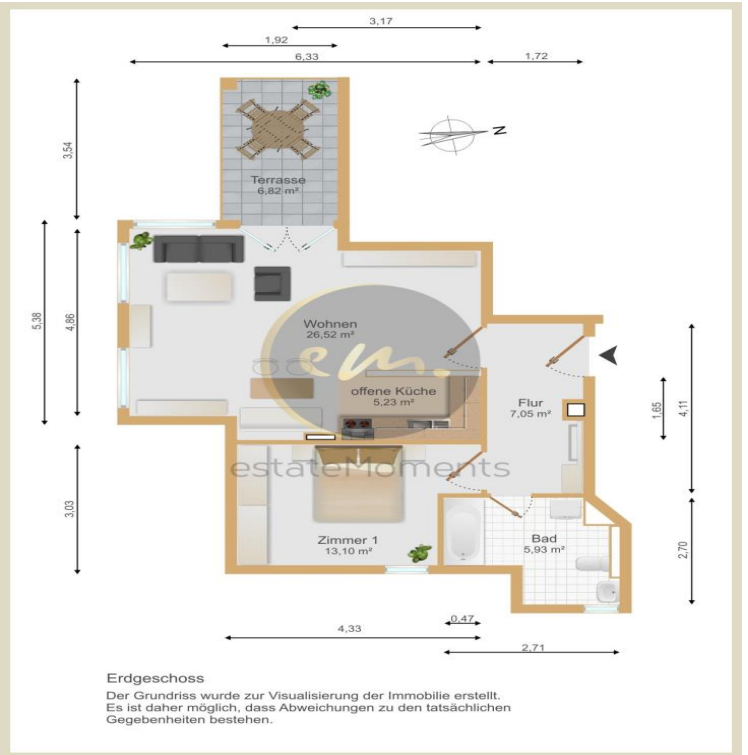 3,17
1,92
6,33
1,72
3,54
N
Terrasse
6,82 m²
5,38
4,86
Wohnen
26,52 m²
em.
offene Küche
5,23 m²
Flur
7,05 m²
1,65
4,11
estateMoments
3,03
Zimmer 1
13,10 m²
Bad
5,93 m²
2,70
0,47
4,33
2,71
Erdgeschoss
Der Grundriss wurde zur Visualisierung der Immobilie erstellt.
Es ist daher möglich, dass Abweichungen zu den tatsächlichen
Gegebenheiten bestehen.